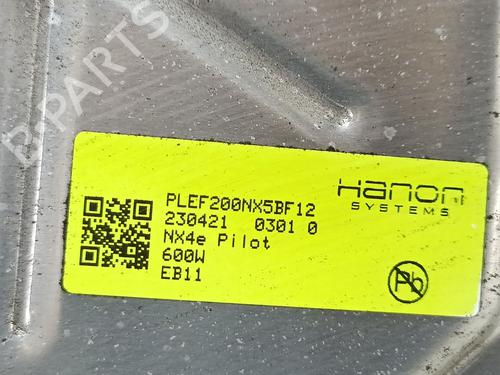 B-PARTS
PLEF200NX5BF12
230421 0301 0
NX4e Pilot
600W
EB11
Hanon
SYSTEMS
Pb